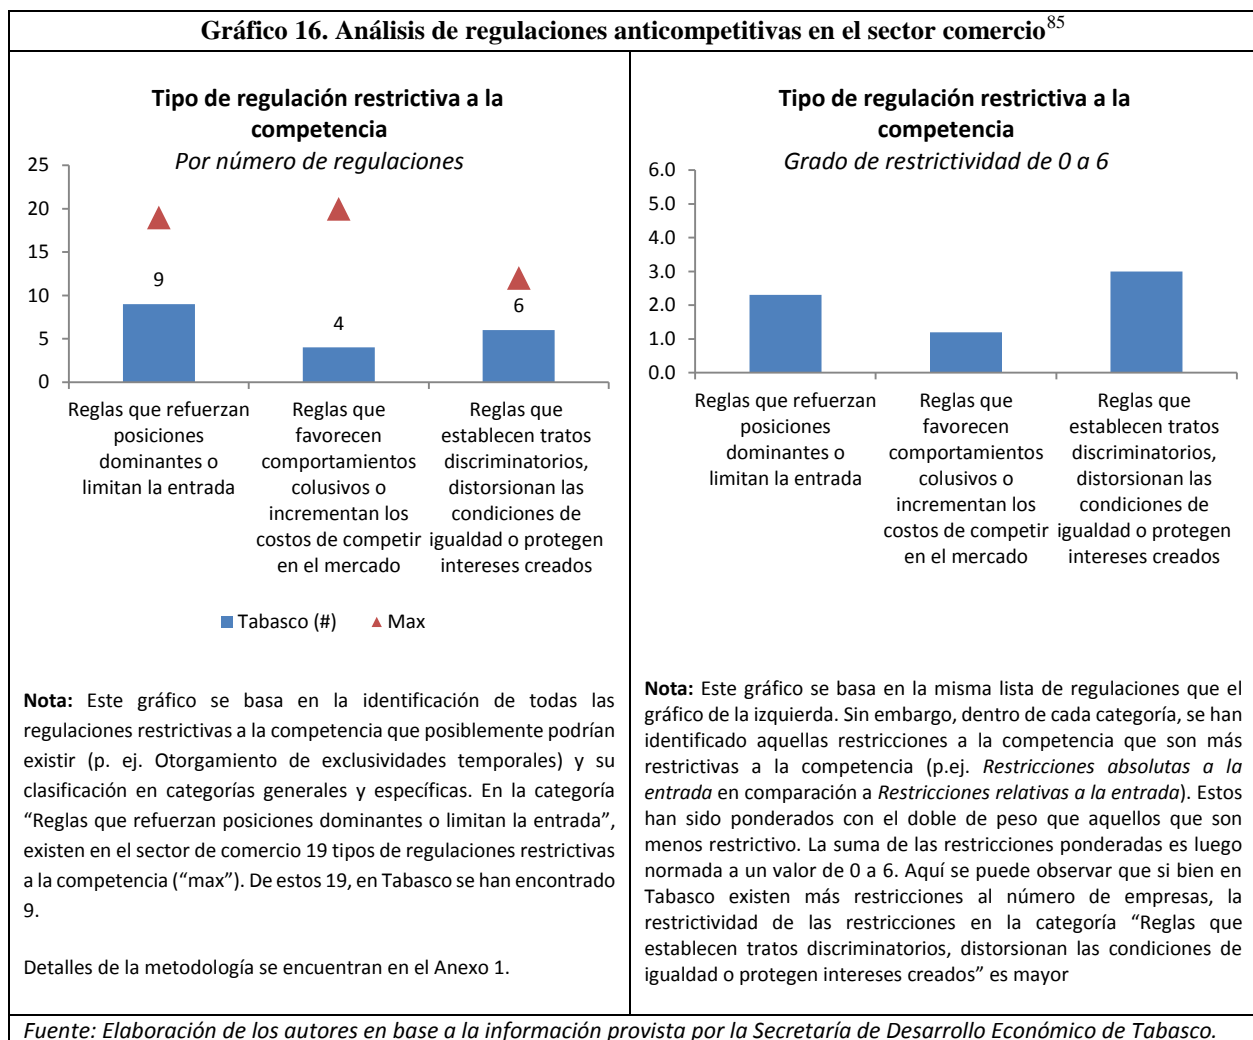 Gráfico 16. Análisis de regulaciones anticompetitivas en el sector comercio85
Tipo de regulación restrictiva a la
competencia
Por número de regulaciones
25
20
15
10
5
0
9
4
6
Reglas que refuerzan
posiciones
dominantes o
limitan la entrada
Reglas que
favorecen
comportamientos
colusivos o
incrementan los
costos de competir
en el mercado
Reglas que
establecen tratos
discriminatorios,
distorsionan las
condiciones de
igualdad o protegen
intereses creados
Tabasco (#)
Max
Nota: Este gráfico se basa en la identificación de todas las
regulaciones restrictivas a la competencia que posiblemente podrían
existir (p. ej. Otorgamiento de exclusividades temporales) y su
clasificación en categorías generales y específicas. En la categoría
“Reglas que refuerzan posiciones dominantes o limitan la entrada”,
existen en el sector de comercio 19 tipos de regulaciones restrictivas
a la competencia (“max”). De estos 19, en Tabasco se han encontrado
9.
Detalles de la metodología se encuentran en el Anexo 1.
Tipo de regulación restrictiva a la
competencia
Grado de restrictividad de 0 a 6
6.0
5.0
4.0
3.0
2.0
1.0
0.0
Reglas que refuerzan
posiciones
dominantes o
limitan la entrada
Reglas que
favorecen
comportamientos
colusivos o
incrementan los
costos de competir
en el mercado
Reglas que
establecen tratos
discriminatorios,
distorsionan las
condiciones de
igualdad o protegen
intereses creados
Nota: Este gráfico se basa en la misma lista de regulaciones que el
gráfico de la izquierda. Sin embargo, dentro de cada categoría, se han
identificado aquellas restricciones a la competencia que son más
restrictivas a la competencia (p.ej. Restricciones absolutas a la
entrada en comparación a Restricciones relativas a la entrada). Estos
han sido ponderados con el doble de peso que aquellos que son
menos restrictivo. La suma de las restricciones ponderadas es luego
normada a un valor de 0 a 6. Aquí se puede observar que si bien en
Tabasco existen más restricciones al número de empresas, la
restrictividad de las restricciones en la categoría “Reglas que
establecen tratos discriminatorios, distorsionan las condiciones de
igualdad o protegen intereses creados” es mayor
Fuente: Elaboración de los autores en base a la información provista por la Secretaría de Desarrollo Económico de Tabasco.